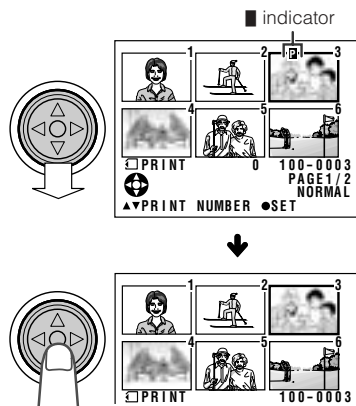 indicator
1 2 P 3
4 5 6
PRINT 0 100-0003
PAGE1/2
NORMAL
▲▼PRINT NUMBER ●SET
1 2 3
4 5 6
PRINT 100-0003